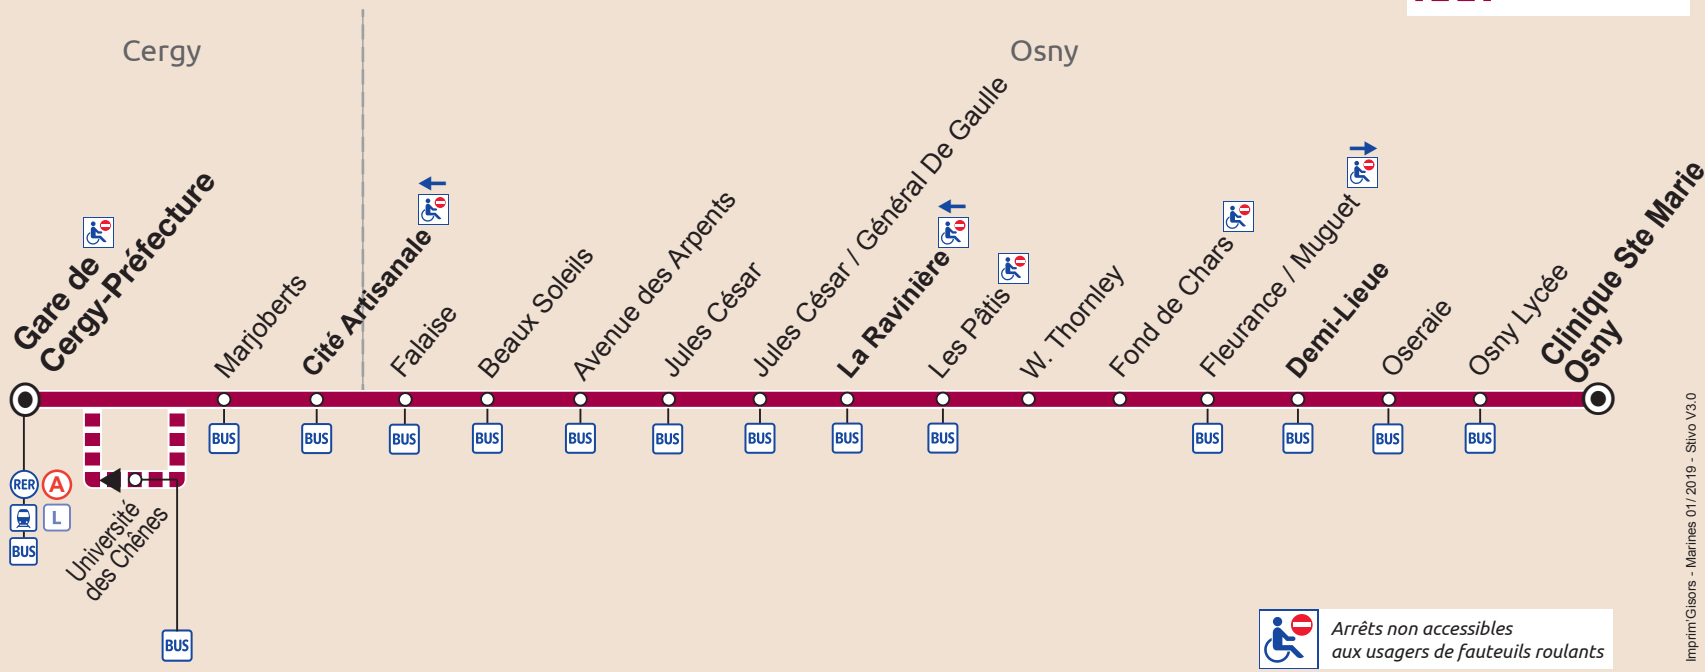 Cergy
Osny
Gare de
Cergy-Préfecture
Marjoberts
Cité Artisanale
Falaise
Beaux Soleils
Avenue des Arpents
Jules César
Jules César / Général De Gaulle
La Ravinière
Les Pâtis
W. Thornley
Fond de Chars
Fleurance / Muguet
Demi-Lieue
Oseraie
Osny Lycée
Clinique Ste Marie
Osny
BUS
BUS
BUS
BUS
BUS
BUS
BUS
BUS
BUS
BUS
BUS
BUS
BUS
RER A
L
BUS
Université
des Chênes
BUS
Arrêts non accessibles
aux usagers de fauteuils roulants
Imprim'Gisors - Marines 01/ 2019 - Stivo V3.0